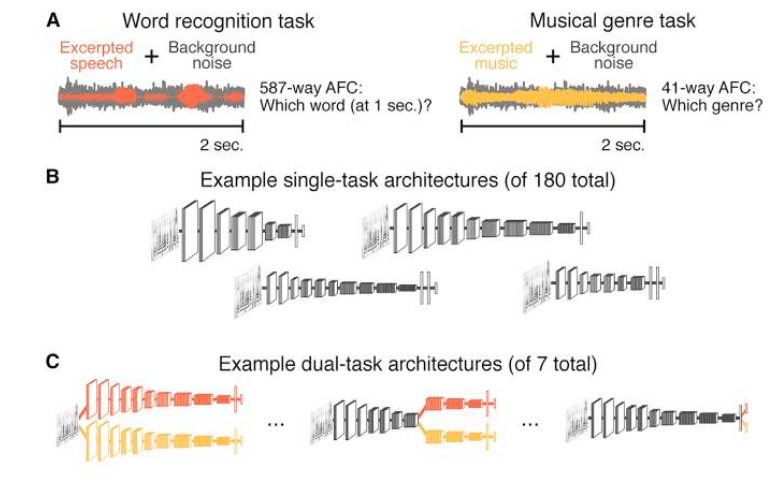 A
Word recognition task
Excerpted speech
+
Background noise
587-way AFC:
Which word (at 1 sec.)?
2 sec.
Musical genre task
Excerpted music
+
Background noise
41-way AFC:
Which genre?
2 sec.
B
Example single-task architectures (of 180 total)
C
Example dual-task architectures (of 7 total)
...
...